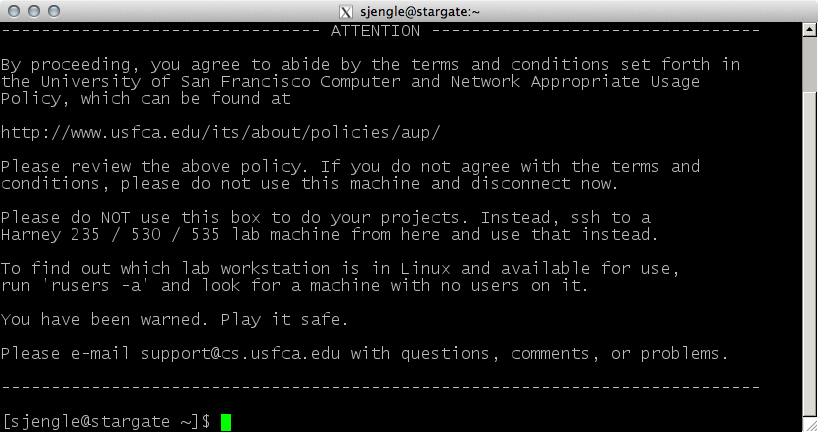 sjengle@stargate:~
-------------------------------- ATTENTION ---------------------------------
By proceeding, you agree to abide by the terms and conditions set forth in
the University of San Francisco Computer and Network Appropriate Usage
Policy, which can be found at
http://www.usfca.edu/its/about/policies/aup/
Please review the above policy. If you do not agree with the terms and
conditions, please do not use this machine and disconnect now.
Please do NOT use this box to do your projects. Instead, ssh to a
Harney 235 / 530 / 535 lab machine from here and use that instead.
To find out which lab workstation is in Linux and available for use,
run 'rusers -a' and look for a machine with no users on it.
You have been warned. Play it safe.
Please e-mail support@cs.usfca.edu with questions, comments, or problems.
----------------------------------------------------------------------------
[sjengle@stargate ~]$